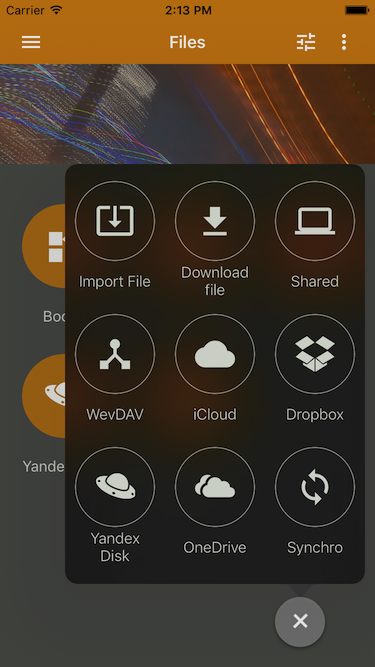 Carrier 2:13 PM
Files
Import File
Download
file
Shared
Boo
WevDAV
iCloud
Dropbox
Yande
Yandex
Disk
OneDrive
Synchro